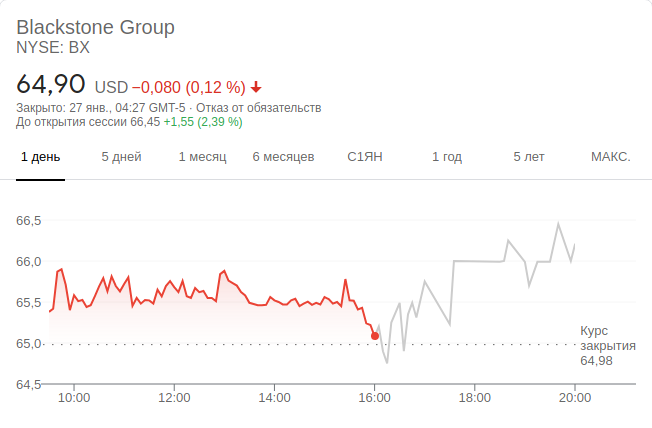 Blackstone Group
NYSE: BX
64,90 USD −0,080 (0,12 %)
Закрыто: 27 янв., 04:27 GMT-5 · Отказ от обязательств
До открытия сессии 66,45 +1,55 (2,39 %)
1 день 5 дней 1 месяц 6 месяцев С1ЯН 1 год 5 лет МАКС.
66,5
66,0
65,5
65,0
64,5
Курс
закрытия
64,98
10:00 12:00 14:00 16:00 18:00 20:00